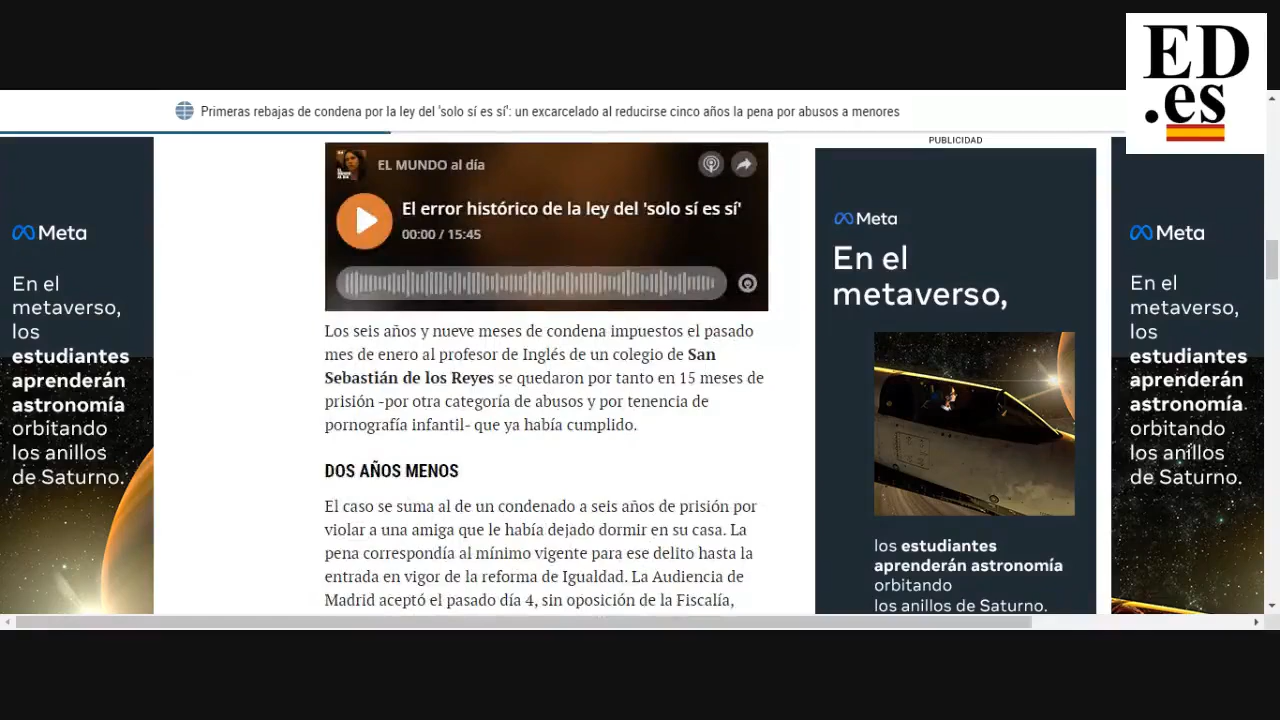 ED
.es
Primeras rebajas de condena por la ley del 'solo sí es sí': un excarcelado al reducirse cinco años la pena por abusos a menores
Meta
En el
metaverso,
los
estudiantes
aprenderán
astronomía
orbitando
los anillos
de Saturno.
EL MUNDO al día
El error histórico de la ley del 'solo sí es sí'
00:00 / 15:45
Los seis años y nueve meses de condena impuestos el pasado
mes de enero al profesor de Inglés de un colegio de San
Sebastián de los Reyes se quedaron por tanto en 15 meses de
prisión -por otra categoría de abusos y por tenencia de
pornografía infantil- que ya había cumplido.
DOS AÑOS MENOS
El caso se suma al de un condenado a seis años de prisión por
violar a una amiga que le había dejado dormir en su casa. La
pena correspondía al mínimo vigente para ese delito hasta la
entrada en vigor de la reforma de Igualdad. La Audiencia de
Madrid aceptó el pasado día 4, sin oposición de la Fiscalía,
PUBLICIDAD
Meta
En el
metaverso,
los estudiantes
aprenderán astronomía
orbitando
los anillos de Saturno.
Meta
En el
metaverso,
los
estudiantes
aprenderán
astronomía
orbitando
los anillos
de Saturno.